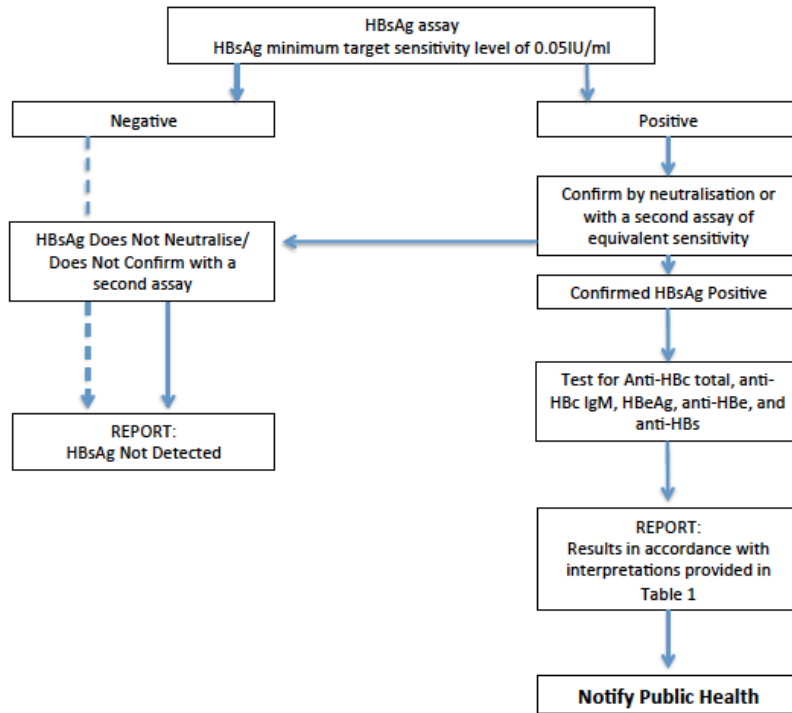 HBsAg assay
HBsAg minimum target sensitivity level of 0.05IU/ml
Negative
Positive
Confirm by neutralisation or
with a second assay of
equivalent sensitivity
HBsAg Does Not Neutralise/
Does Not Confirm with a
second assay
Confirmed HBsAg Positive
Test for Anti-HBc total, anti-
HBc IgM, HBeAg, anti-HBe, and
anti-HBs
REPORT:
HBsAg Not Detected
REPORT:
Results in accordance with
interpretations provided in
Table 1
Notify Public Health